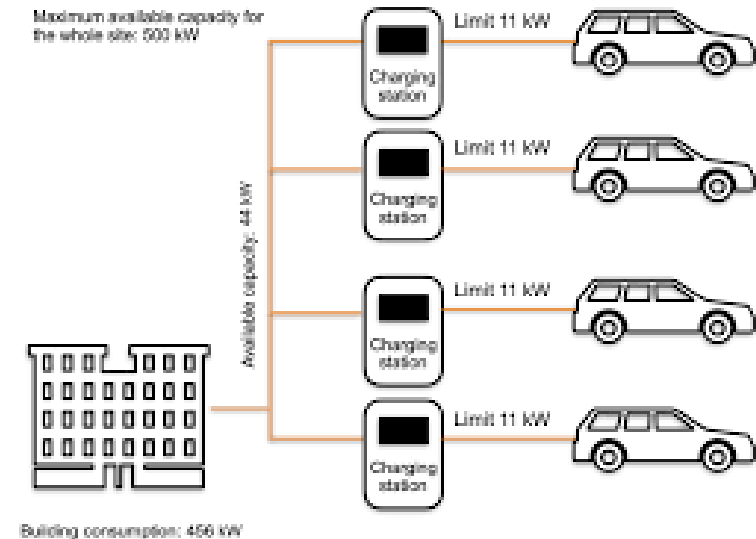 Maximum available capacity for
the whole site: 500 kW
Limit 11 kW
Charging
station
Limit 11 kW
Charging
station
Available capacity: 44 kW
Limit 11 kW
Charging
station
Limit 11 kW
Charging
station
Building consumption: 456 kW